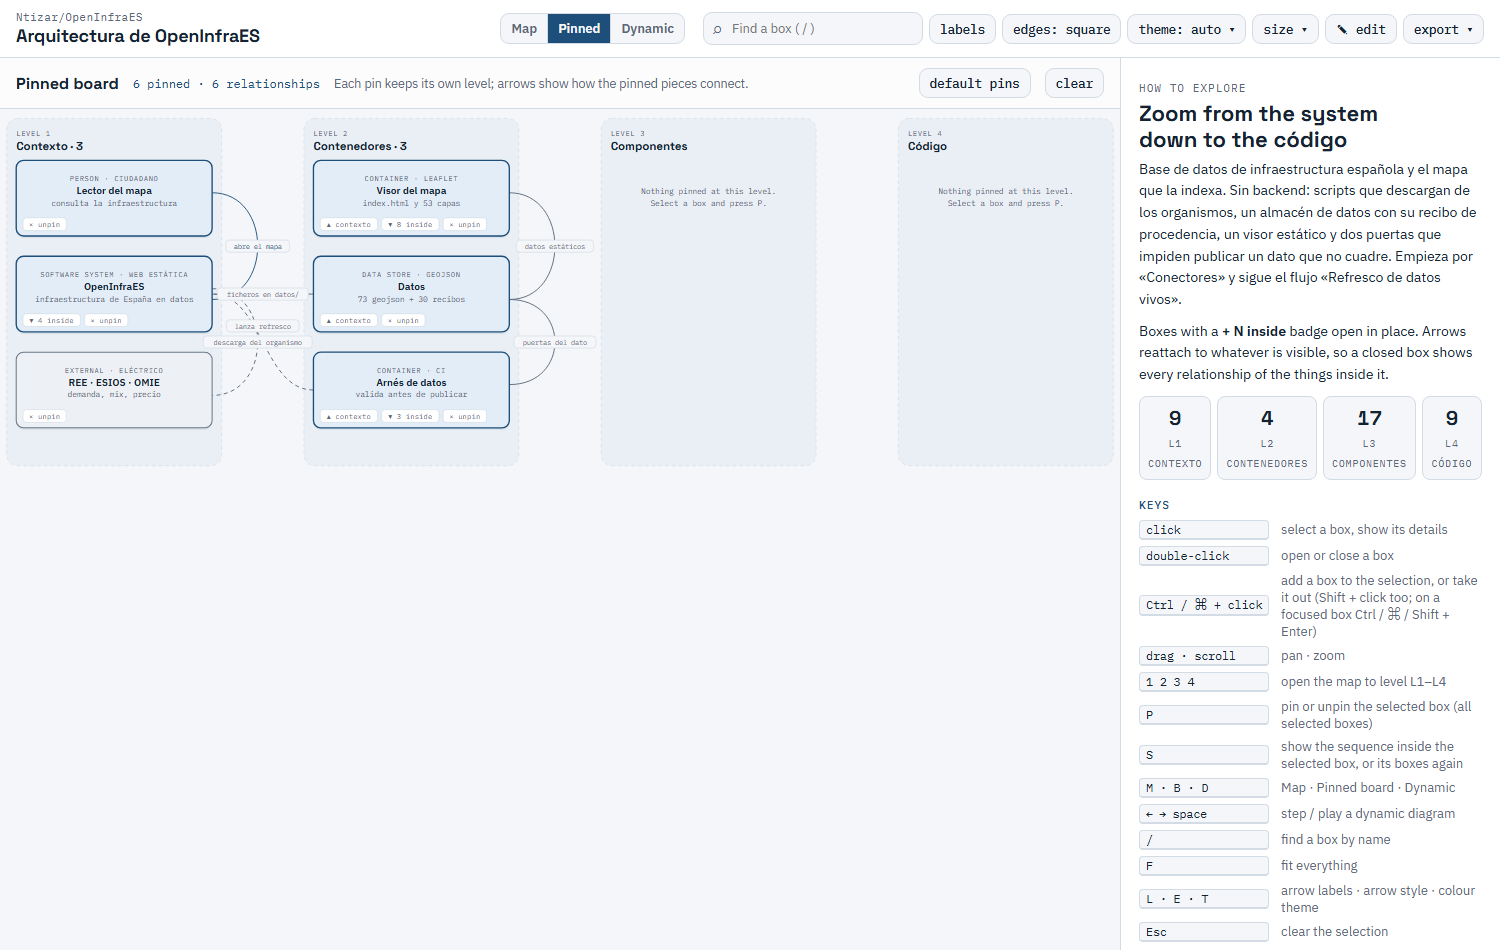 Ntizar/OpenInfraES
Arquitectura de OpenInfraES
Map Pinned Dynamic
Find a box ( / )
labels
edges: square
theme: auto ▾
size ▾
✎ edit
export ▾
Pinned board
6 pinned · 6 relationships
Each pin keeps its own level; arrows show how the pinned pieces connect.
default pins
clear
LEVEL 1
Contexto · 3
PERSON · CIUDADANO
Lector del mapa
consulta la infraestructura
× unpin
SOFTWARE SYSTEM · WEB ESTÁTICA
OpenInfraES
infraestructura de España en datos
▾ 4 inside × unpin
EXTERNAL · ELÉCTRICO
REE · ESIOS · OMIE
demanda, mix, precio
× unpin
abre el mapa
ficheros en datos/
lanza refresco
descarga del organismo
LEVEL 2
Contenedores · 3
CONTAINER · LEAFLET
Visor del mapa
index.html y 53 capas
▴ contexto ▾ 8 inside × unpin
DATA STORE · GEOJSON
Datos
73 geojson + 30 recibos
▴ contexto × unpin
CONTAINER · CI
Arnés de datos
valida antes de publicar
▴ contexto ▾ 3 inside × unpin
datos estáticos
puertas del dato
LEVEL 3
Componentes
Nothing pinned at this level.
Select a box and press P.
LEVEL 4
Código
Nothing pinned at this level.
Select a box and press P.
HOW TO EXPLORE
Zoom from the system
down to the código
Base de datos de infraestructura española y el mapa
que la indexa. Sin backend: scripts que descargan de
los organismos, un almacén de datos con su recibo de
procedencia, un visor estático y dos puertas que
impiden publicar un dato que no cuadre. Empieza por
«Conectores» y sigue el flujo «Refresco de datos
vivos».
Boxes with a + N inside badge open in place. Arrows
reattach to whatever is visible, so a closed box shows
every relationship of the things inside it.
9 4 17 9
L1 L2 L3 L4
CONTEXTO CONTENEDORES COMPONENTES CÓDIGO
KEYS
click select a box, show its details
double-click open or close a box
Ctrl / ⌘ + click add a box to the selection, or take
it out (Shift + click too; on a
focused box Ctrl / ⌘ / Shift +
Enter)
drag · scroll pan · zoom
1 2 3 4 open the map to level L1–L4
P pin or unpin the selected box (all
selected boxes)
S show the sequence inside the
selected box, or its boxes again
M · B · D Map · Pinned board · Dynamic
← → space step / play a dynamic diagram
/ find a box by name
F fit everything
L · E · T arrow labels · arrow style · colour
theme
Esc clear the selection